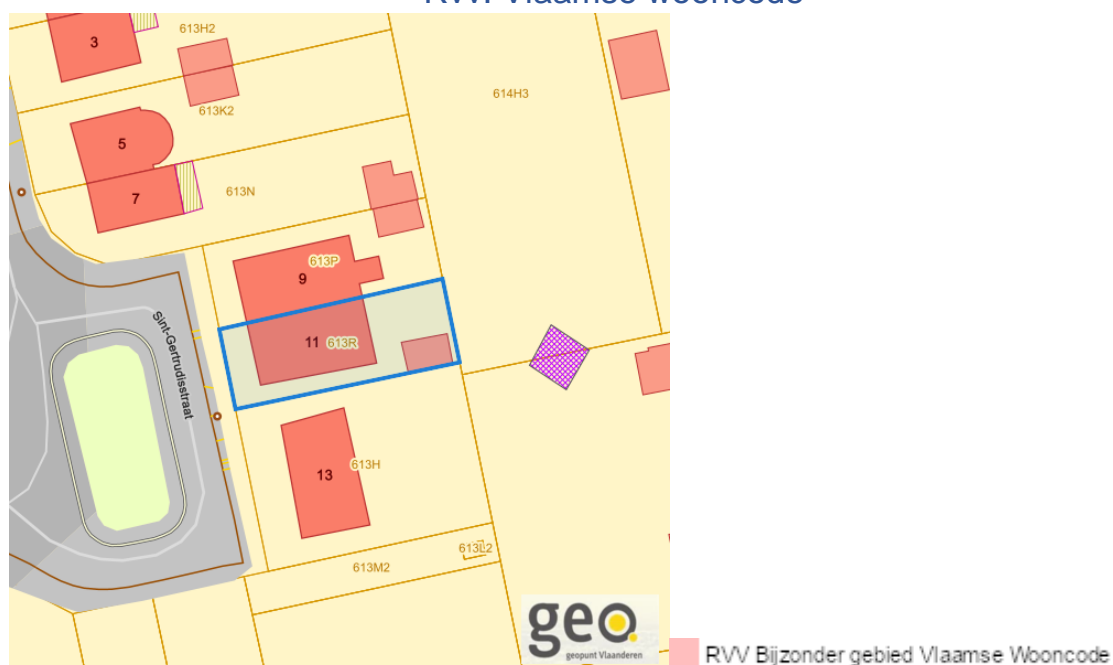 RVV: Vlaamse wooncode
3
613H2
614H3
613K2
5
7
613N
9
613P
11
613R
Sint-Gertrudisstraat
13
613H
613L2
613M2
geo
geopunt Vlaanderen
RVV Bijzonder gebied Vlaamse Wooncode